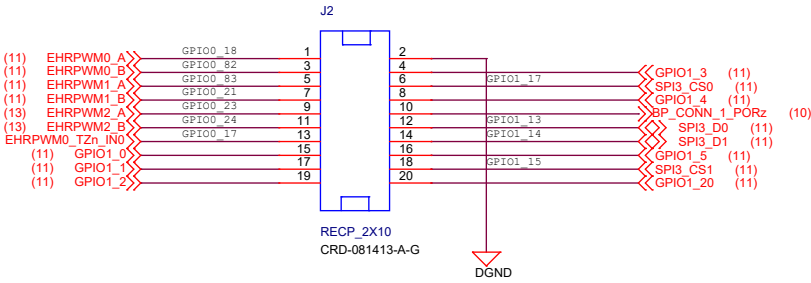 J2
(11) EHRPWM0_A GPIO0_18 1 2
(11) EHRPWM0_B GPIO0_82 3 4 GPIO1_3 (11)
(11) EHRPWM1_A GPIO0_83 5 6 GPIO1_17 SPI3_CS0 (11)
(11) EHRPWM1_B GPIO0_21 7 8 GPIO1_4 (11)
(13) EHRPWM2_A GPIO0_23 9 10 BP_CONN_1_PORz (10)
(13) EHRPWM2_B GPIO0_24 11 12 GPIO1_13 SPI3_D0 (11)
EHRPWM0_TZn_IN0 GPIO0_17 13 14 GPIO1_14 SPI3_D1 (11)
(11) GPIO1_0 15 16 GPIO1_5 (11)
(11) GPIO1_1 17 18 GPIO1_15 SPI3_CS1 (11)
(11) GPIO1_2 19 20 GPIO1_20 (11)
RECP_2X10
CRD-081413-A-G
DGND